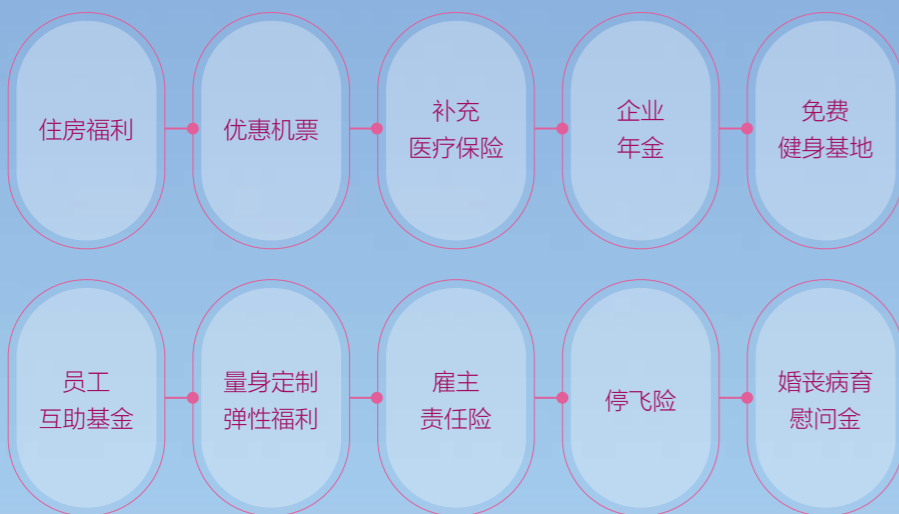 住房福利
优惠机票
补充
医疗保险
企业
年金
免费
健身基地
员工
互助基金
量身定制
弹性福利
雇主
责任险
停飞险
婚丧病育
慰问金